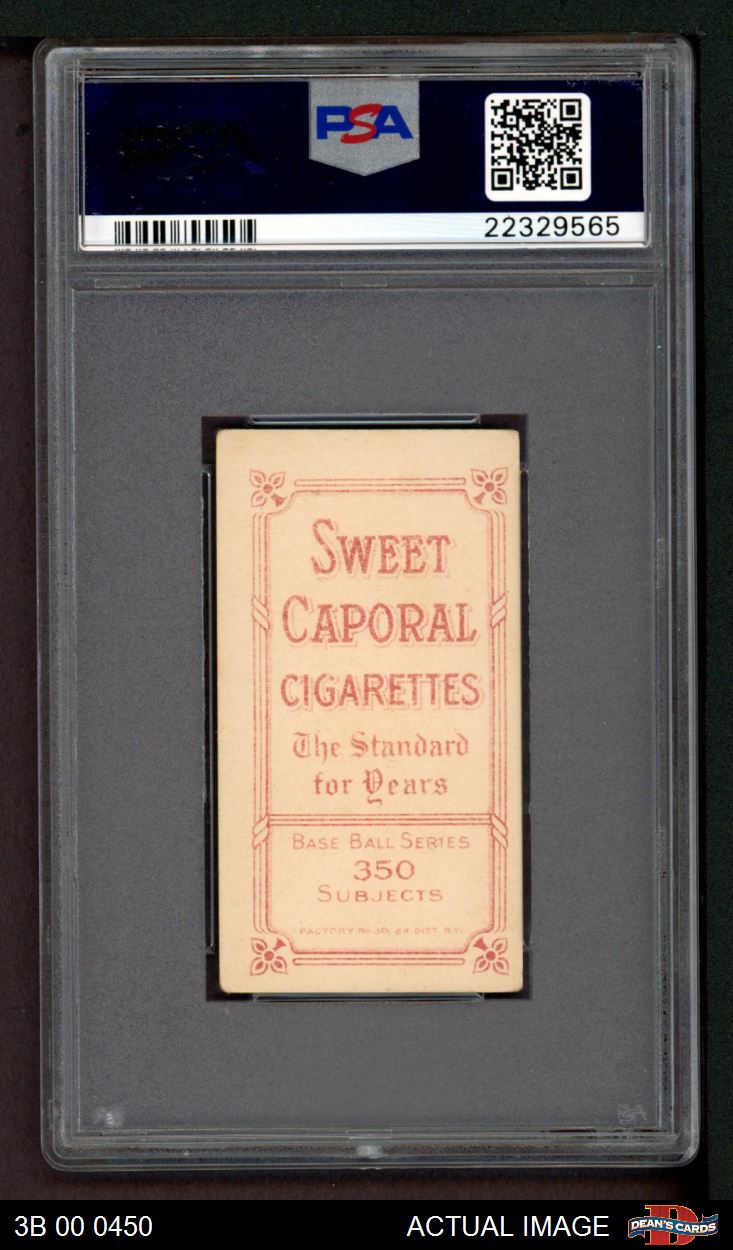 PSA
22329565
SWEET
CAPORAL
CIGARETTES
The Standard
for Years
BASE BALL SERIES
350
SUBJECTS
FACTORY No. 30, 2d DIST. N.Y.
3B 00 0450 ACTUAL IMAGE DEAN'S CARDS